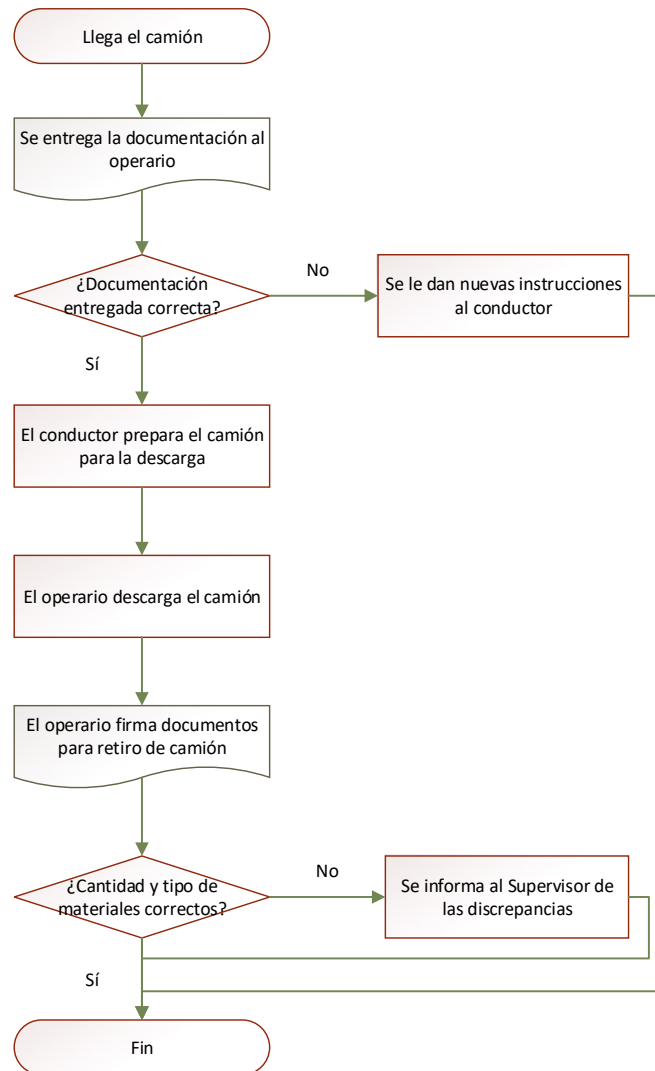 Llega el camión
Se entrega la documentación al
operario
¿Documentación
entregada correcta?
No
Se le dan nuevas instrucciones
al conductor
Sí
El conductor prepara el camión
para la descarga
El operario descarga el camión
El operario firma documentos
para retiro de camión
¿Cantidad y tipo de
materiales correctos?
No
Se informa al Supervisor de
las discrepancias
Sí
Fin